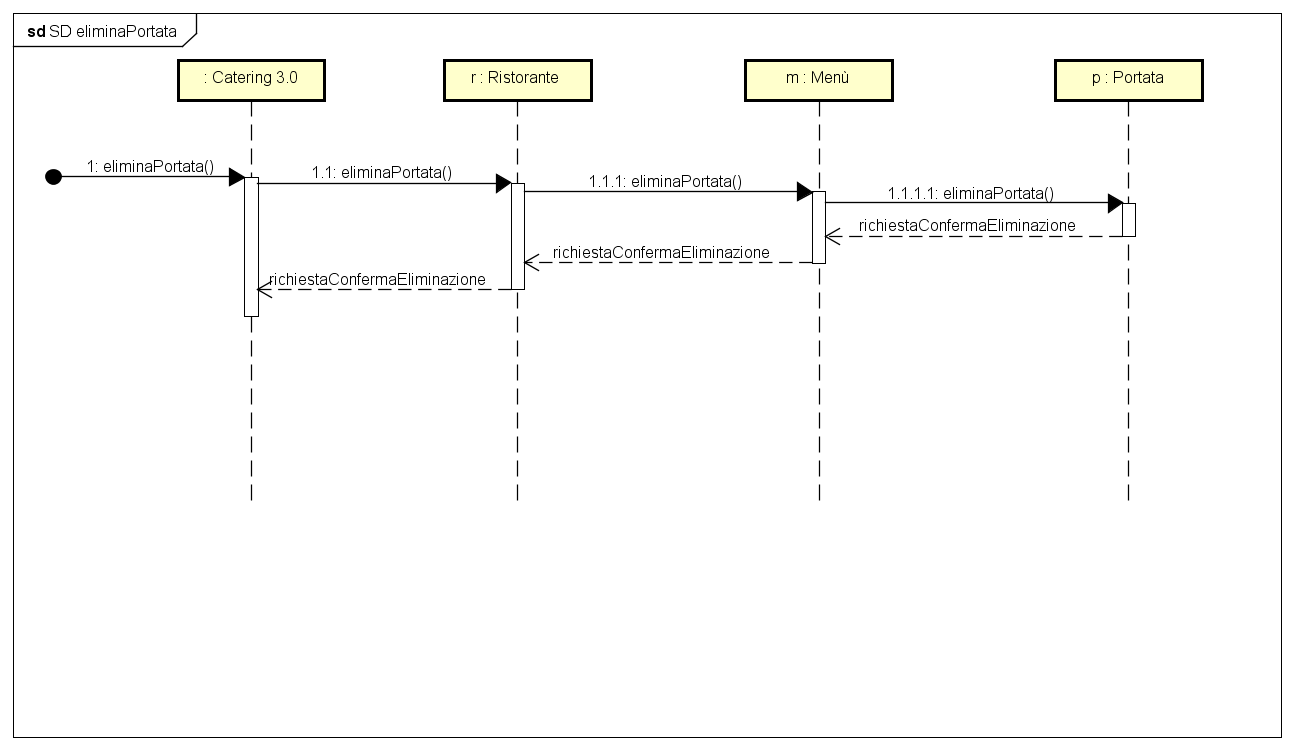 sd SD eliminaPortata
: Catering 3.0
r : Ristorante
m : Menù
p : Portata
1: eliminaPortata()
1.1: eliminaPortata()
1.1.1: eliminaPortata()
1.1.1.1: eliminaPortata()
richiestaConfermaEliminazione
richiestaConfermaEliminazione
richiestaConfermaEliminazione